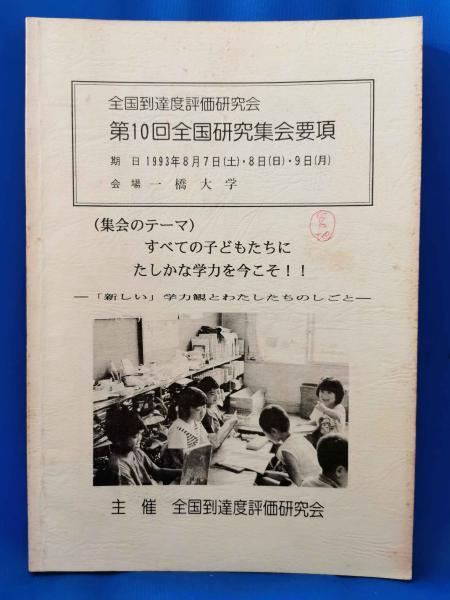 全国到達度評価研究会
第10回全国研究集会要項
期 日 1993年8月7日(土)・8日(日)・9日(月)
会 場 一 橋 大 学
(集会のテーマ)
すべての子どもたちに
たしかな学力を今こそ!!
―「新しい」学力観とわたしたちのしごと―
主 催 全国到達度評価研究会